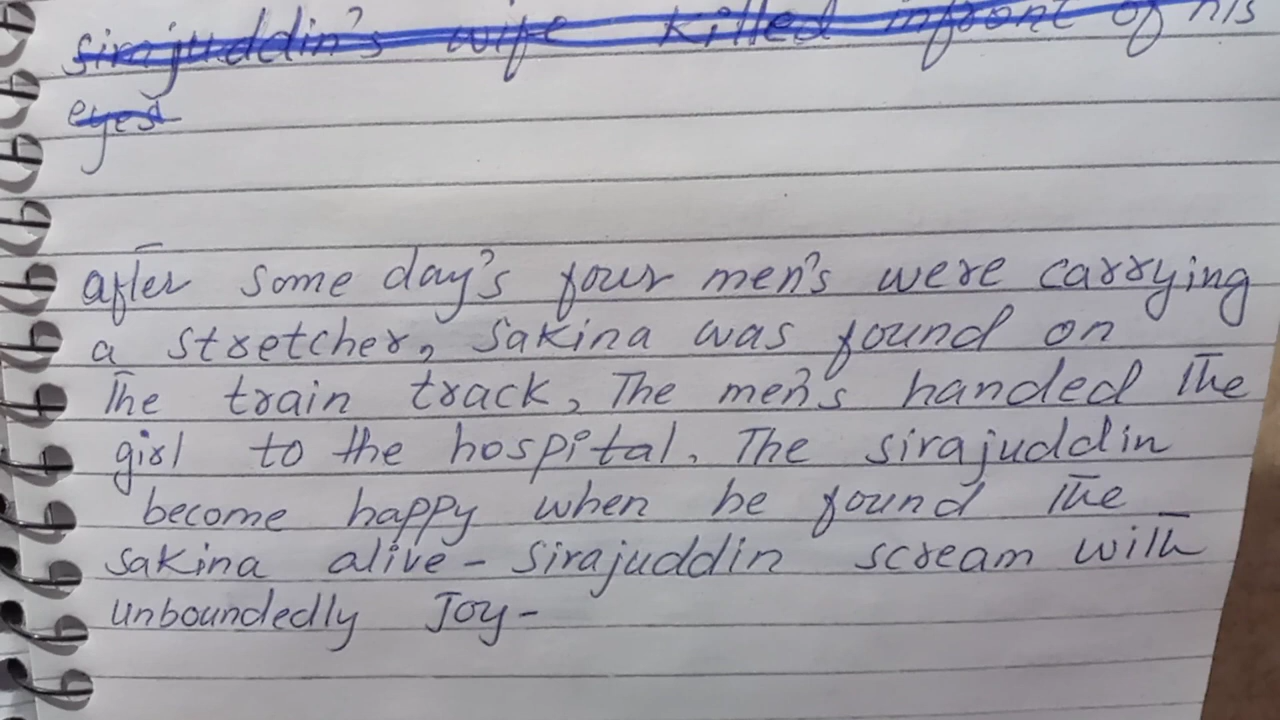 sirajuddin's wife killed infront of his
eyes
after some day's four men's were carrying
a stretcher, Sakina was found on
The train track, The men's handed The
girl to the hospital. The sirajuddin
become happy when he found The
sakina alive - Sirajuddin scream with
unboundedly Joy -